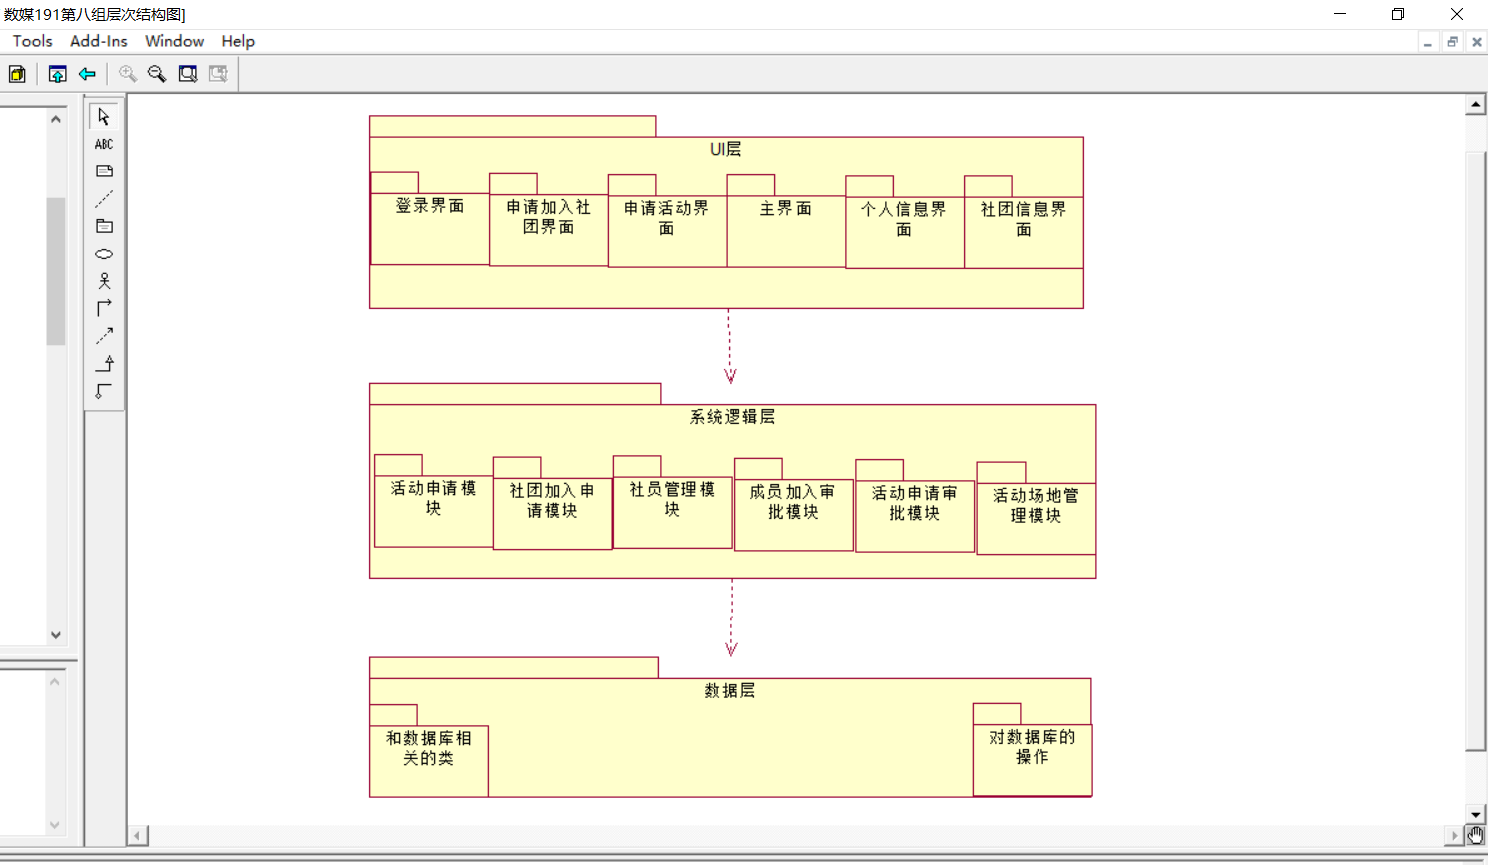 数媒191第八组层次结构图]
Tools Add-Ins Window Help
ABC
UI层
登录界面
申请加入社
团界面
申请活动界
面
主界面
个人信息界
面
社团信息界
面
系统逻辑层
活动申请模
块
社团加入申
请模块
社员管理模
块
成员加入审
批模块
活动申请审
批模块
活动场地管
理模块
数据层
和数据库相
关的类
对数据库的
操作